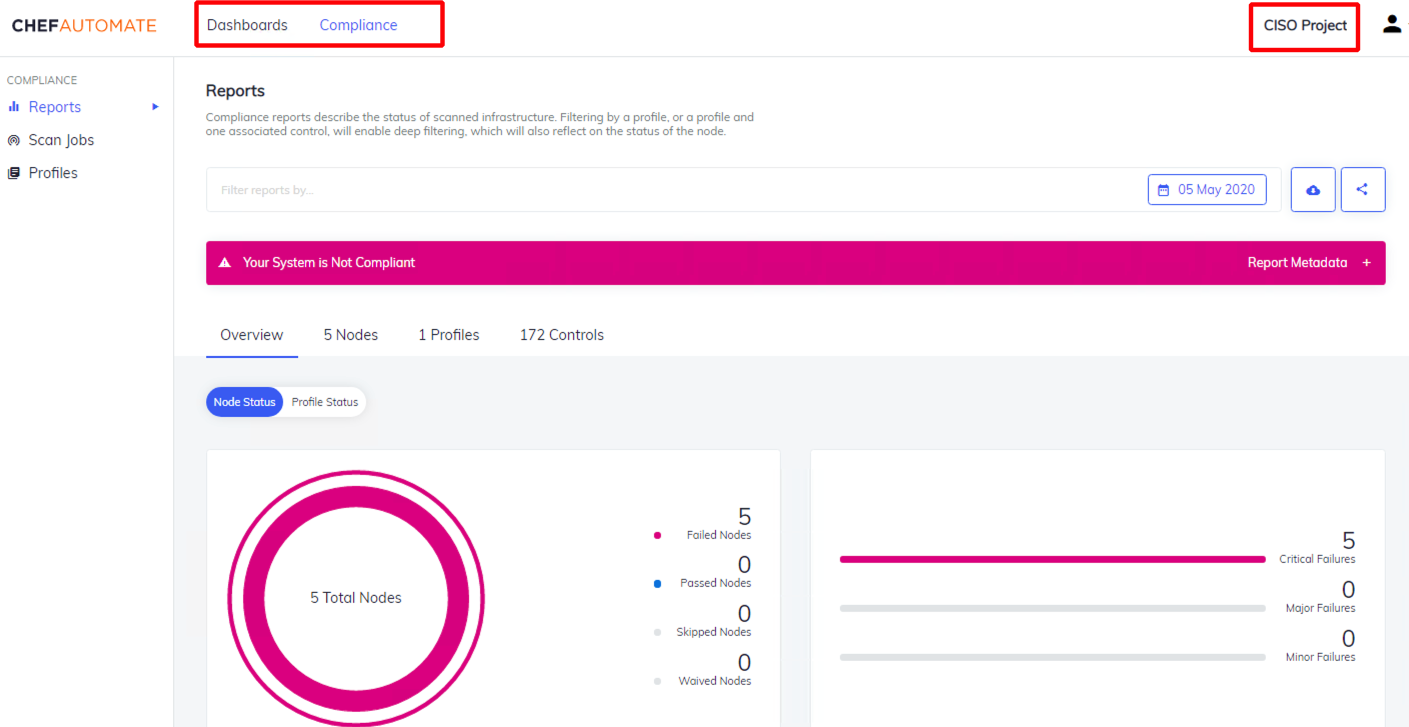 CHEFAUTOMATE
Dashboards Compliance
CISO Project
COMPLIANCE
Reports
Scan Jobs
Profiles
Reports
Compliance reports describe the status of scanned infrastructure. Filtering by a profile, or a profile and
one associated control, will enable deep filtering, which will also reflect on the status of the node.
Filter reports by...
05 May 2020
Your System is Not Compliant
Report Metadata +
Overview 5 Nodes 1 Profiles 172 Controls
Node Status Profile Status
5 Total Nodes
5
Failed Nodes
0
Passed Nodes
0
Skipped Nodes
0
Waived Nodes
5
Critical Failures
0
Major Failures
0
Minor Failures